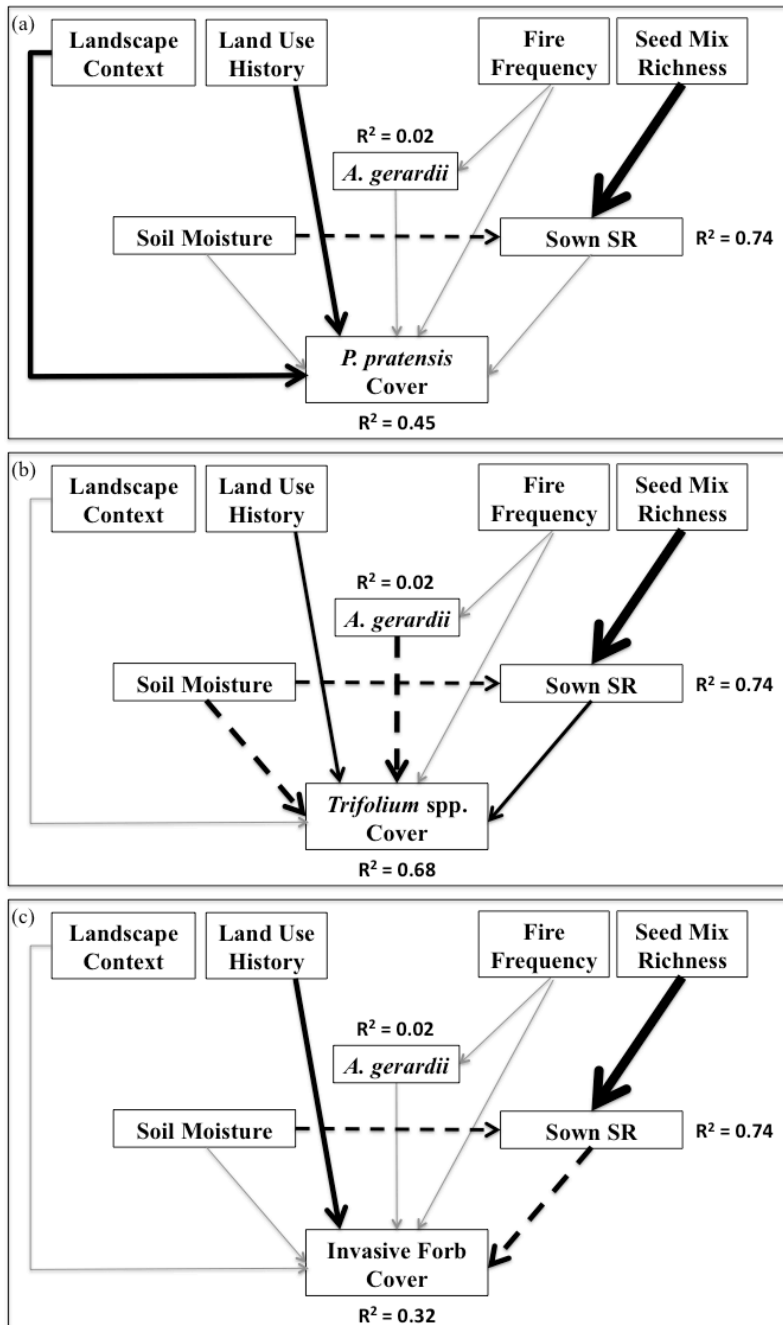 (a)
Landscape Context
Land Use History
Fire Frequency
Seed Mix Richness
R² = 0.02
A. gerardii
Soil Moisture
Sown SR
R² = 0.74
P. pratensis
Cover
R² = 0.45
(b)
Landscape Context
Land Use History
Fire Frequency
Seed Mix Richness
R² = 0.02
A. gerardii
Soil Moisture
Sown SR
R² = 0.74
Trifolium spp.
Cover
R² = 0.68
(c)
Landscape Context
Land Use History
Fire Frequency
Seed Mix Richness
R² = 0.02
A. gerardii
Soil Moisture
Sown SR
R² = 0.74
Invasive Forb
Cover
R² = 0.32